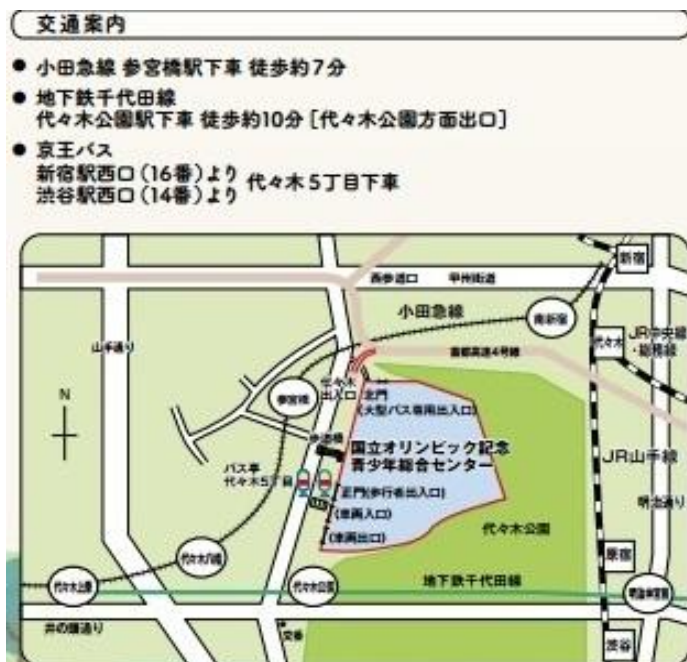 交通案内
● 小田急線 参宮橋駅下車 徒歩約7分
● 地下鉄千代田線
代々木公園駅下車 徒歩約10分 [代々木公園方面出口]
● 京王バス
新宿駅西口(16番)より
渋谷駅西口(14番)より
代々木5丁目下車
新宿
西参道口
甲州街道
小田急線
南新宿
代々木
JR中央線
・総武線
山手通り
首都高速4号線
N
参宮橋
代々木
出入口
北門
(大型バス専用出入口)
歩道橋
国立オリンピック記念
青少年総合センター
JR山手線
バス亭
代々木5丁目
正門(歩行者出入口)
明治通り
(車両入口)
代々木公園
(車両出口)
代々木八幡
原宿
代々木上原
代々木公園
地下鉄千代田線
井の頭通り
交番
渋谷